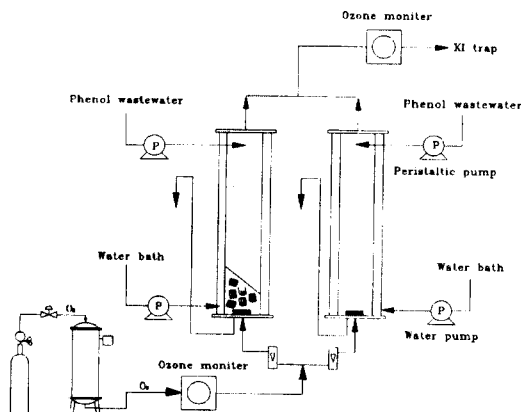 Ozone moniter
KI trap
Phenol wastewater
Phenol wastewater
P
P
Peristaltic pump
Water bath
Water bath
P
P
Water pump
O₂
V
V
Ozone moniter
O₃